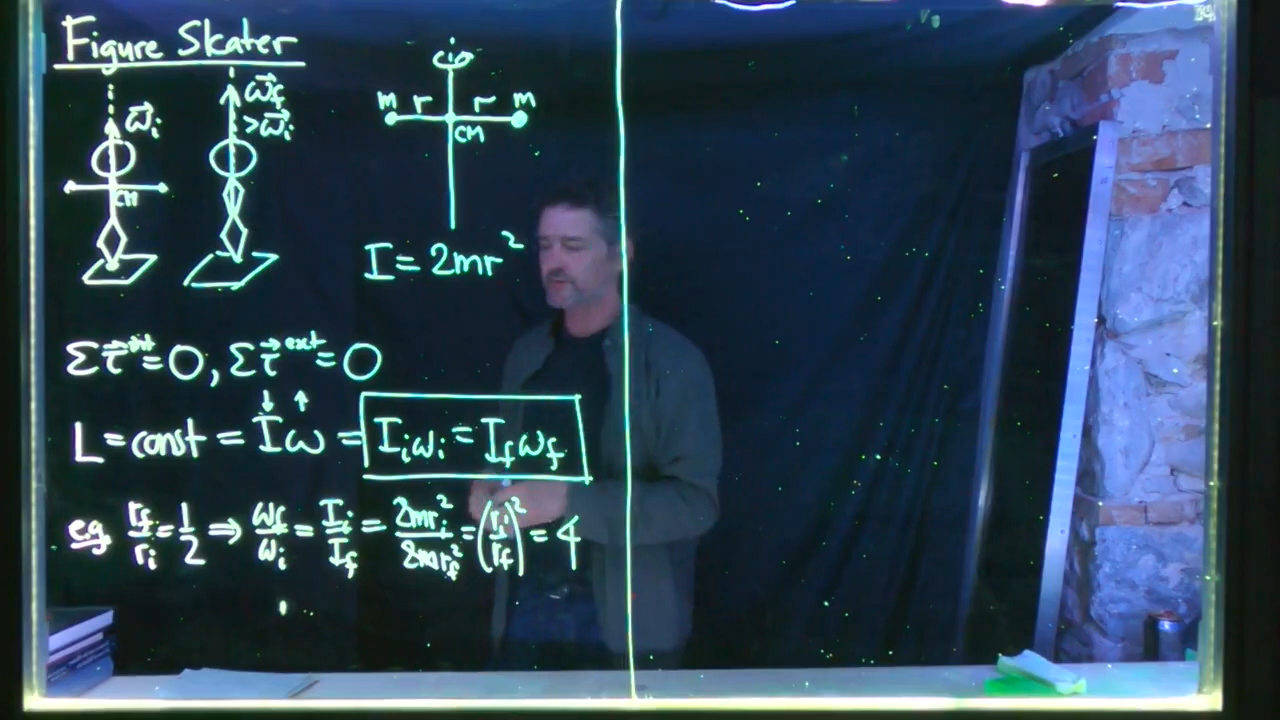 Figure Skater
ω⃗i
ω⃗f
>ω⃗i
CM
m r r m
CM
I = 2mr²
Στ⃗ⁱⁿᵗ = 0, Στ⃗ᵉˣᵗ = 0
↓ ↑
L = const = Iω = Iiωi = Ifωf
e.g. rf/ri = 1/2 ⇒ ωf/ωi = Ii/If = 2mri²/2mrf² = (ri/rf)² = 4